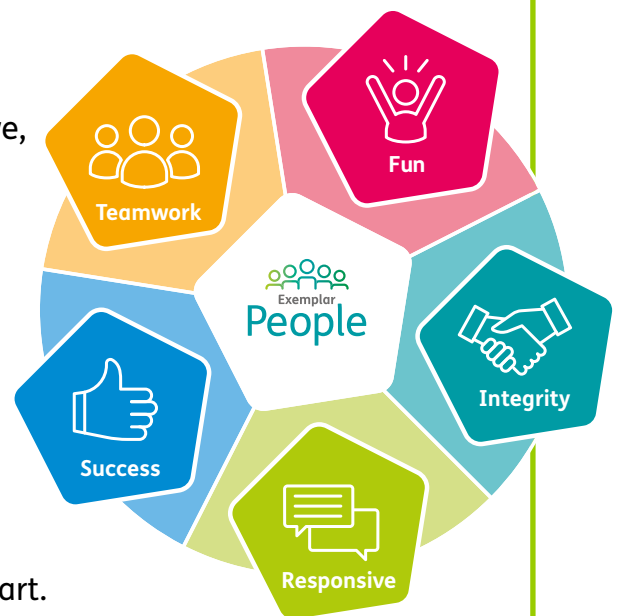 Fun
Teamwork
Exemplar
People
Integrity
Success
Responsive